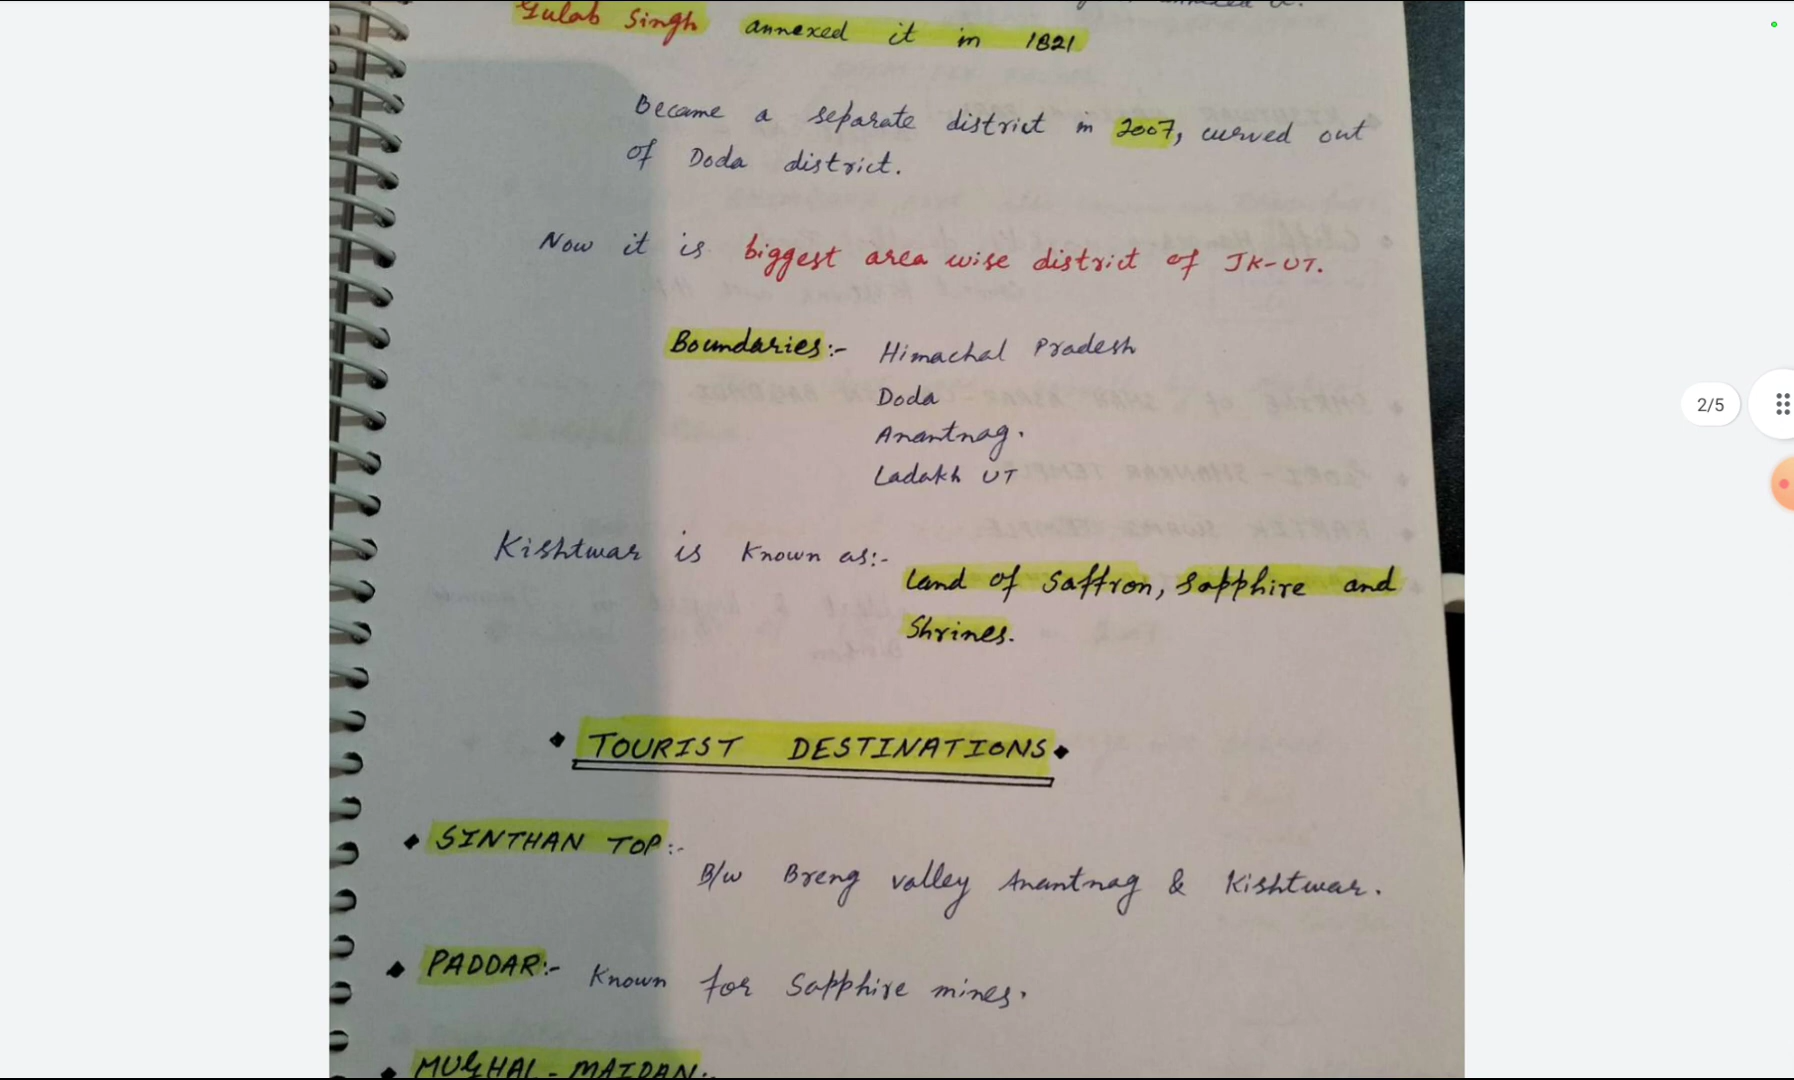 Gulab Singh annexed it in 1821
Became a separate district in 2007, curved out
of Doda district.
Now it is biggest area wise district of JK-UT.
Boundaries:- Himachal Pradesh
Doda
Anantnag.
Ladakh UT
2/5
Kishtwar is known as:-
Land of Saffron, Sapphire and
Shrines.
• TOURIST DESTINATIONS •
• SINTHAN TOP:-
B/w Breng valley Anantnag & Kishtwar.
• PADDAR:- Known for Sapphire mines.
• MUGHAL-MAIDAN:-